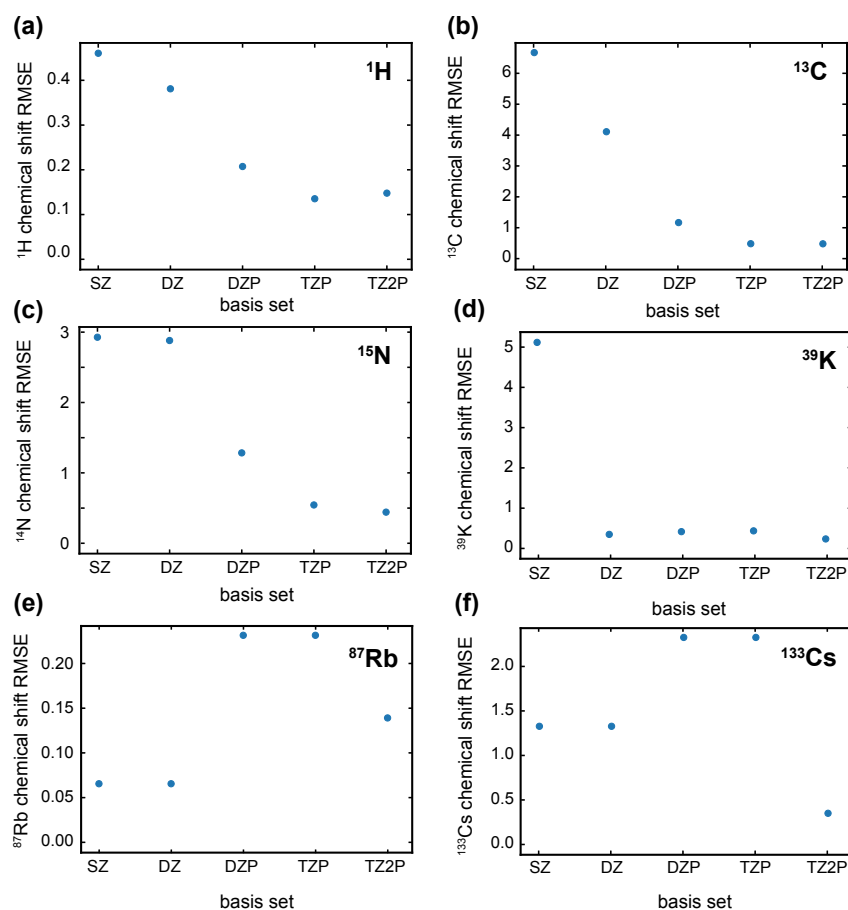 (a)
¹H chemical shift RMSE
0.4
0.3
0.2
0.1
0.0
¹H
SZ DZ DZP TZP TZ2P
basis set
(b)
¹³C chemical shift RMSE
6
4
2
1
0
¹³C
SZ DZ DZP TZP TZ2P
basis set
(c)
¹⁴N chemical shift RMSE
3
2
1
0
¹⁵N
SZ DZ DZP TZP TZ2P
basis set
(d)
³⁹K chemical shift RMSE
5
4
3
2
1
0
³⁹K
SZ DZ DZP TZP TZ2P
basis set
(e)
⁸⁷Rb chemical shift RMSE
0.20
0.15
0.10
0.05
0.00
⁸⁷Rb
SZ DZ DZP TZP TZ2P
basis set
(f)
¹³³Cs chemical shift RMSE
2.0
1.5
1.0
0.5
0.0
¹³³Cs
SZ DZ DZP TZP TZ2P
basis set